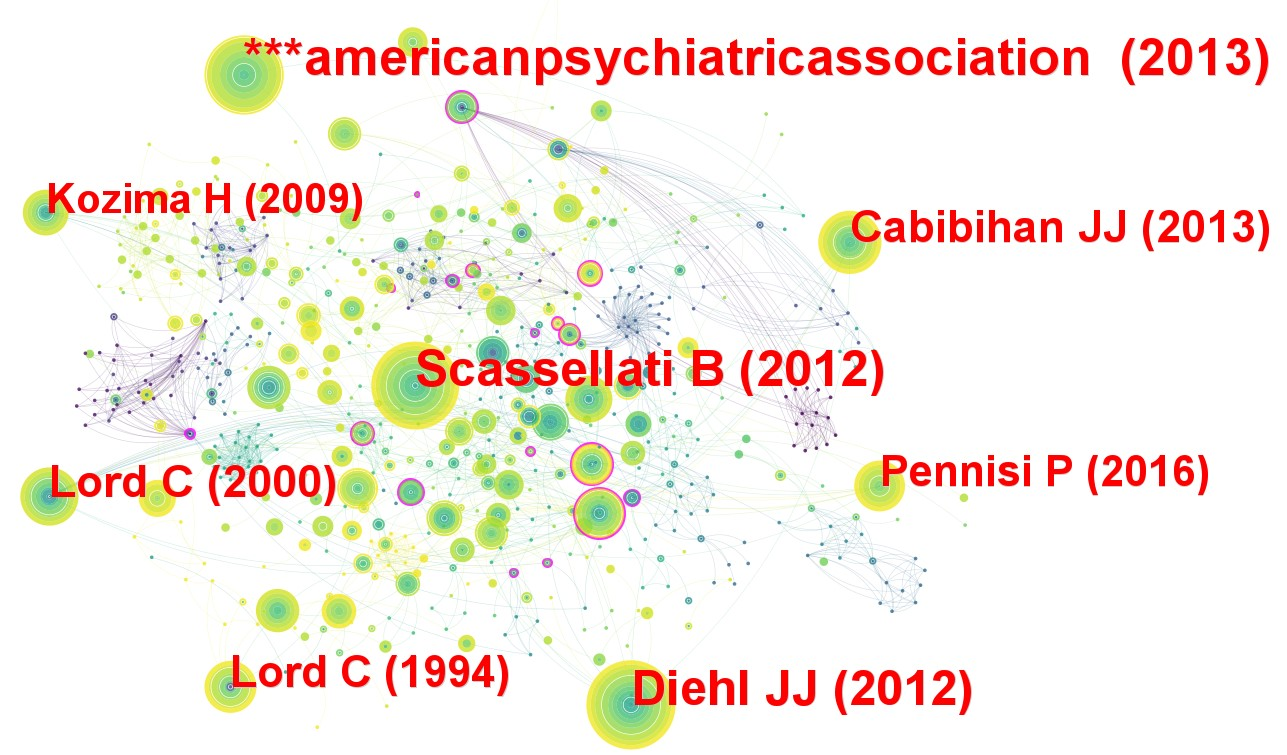 ***americanpsychiatricassociation (2013)
Kozima H (2009)
Cabibihan JJ (2013)
Scassellati B (2012)
Lord C (2000)
Pennisi P (2016)
Lord C (1994)
Diehl JJ (2012)